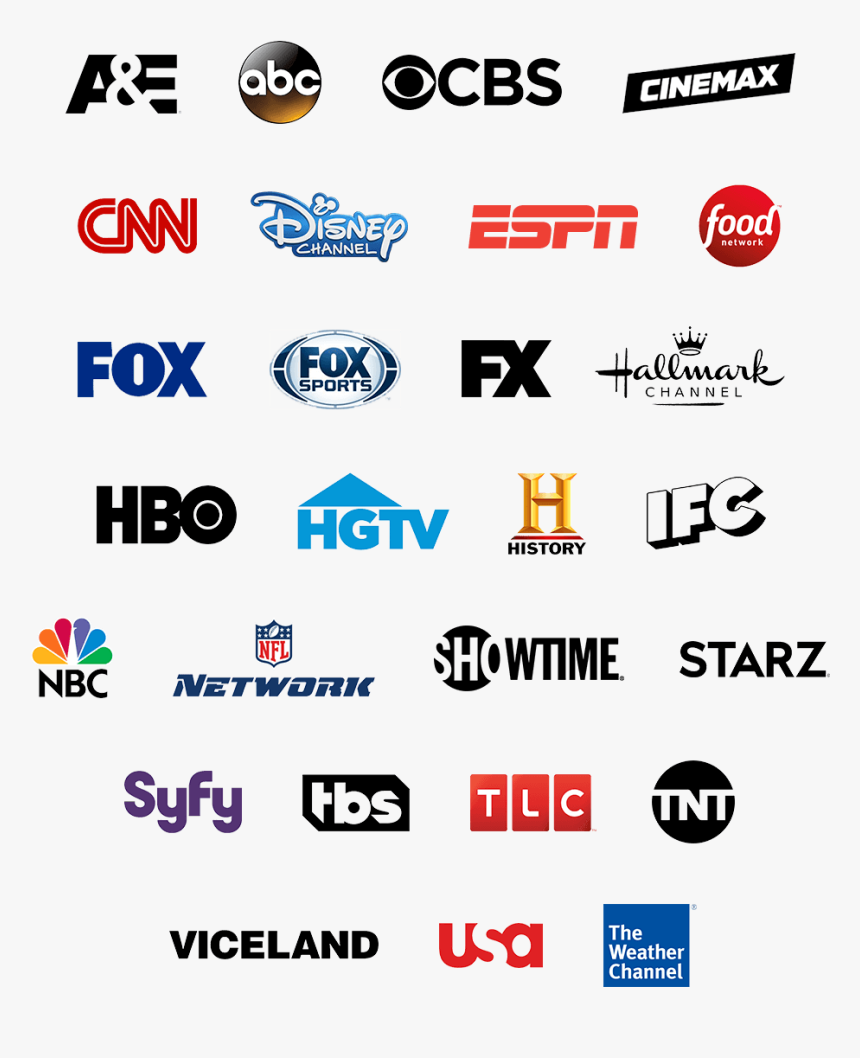 A&E
abc
CBS
CINEMAX
CNN
DISNEY
CHANNEL
ESPN
food
network
FOX
FOX
SPORTS
FX
Hallmark
CHANNEL
HBO
HGTV
H
HISTORY
IFC
NBC
NFL
NETWORK
SHOWTIME®
STARZ
Syfy
tbs
TLC
TNT
VICELAND
usa
The
Weather
Channel®